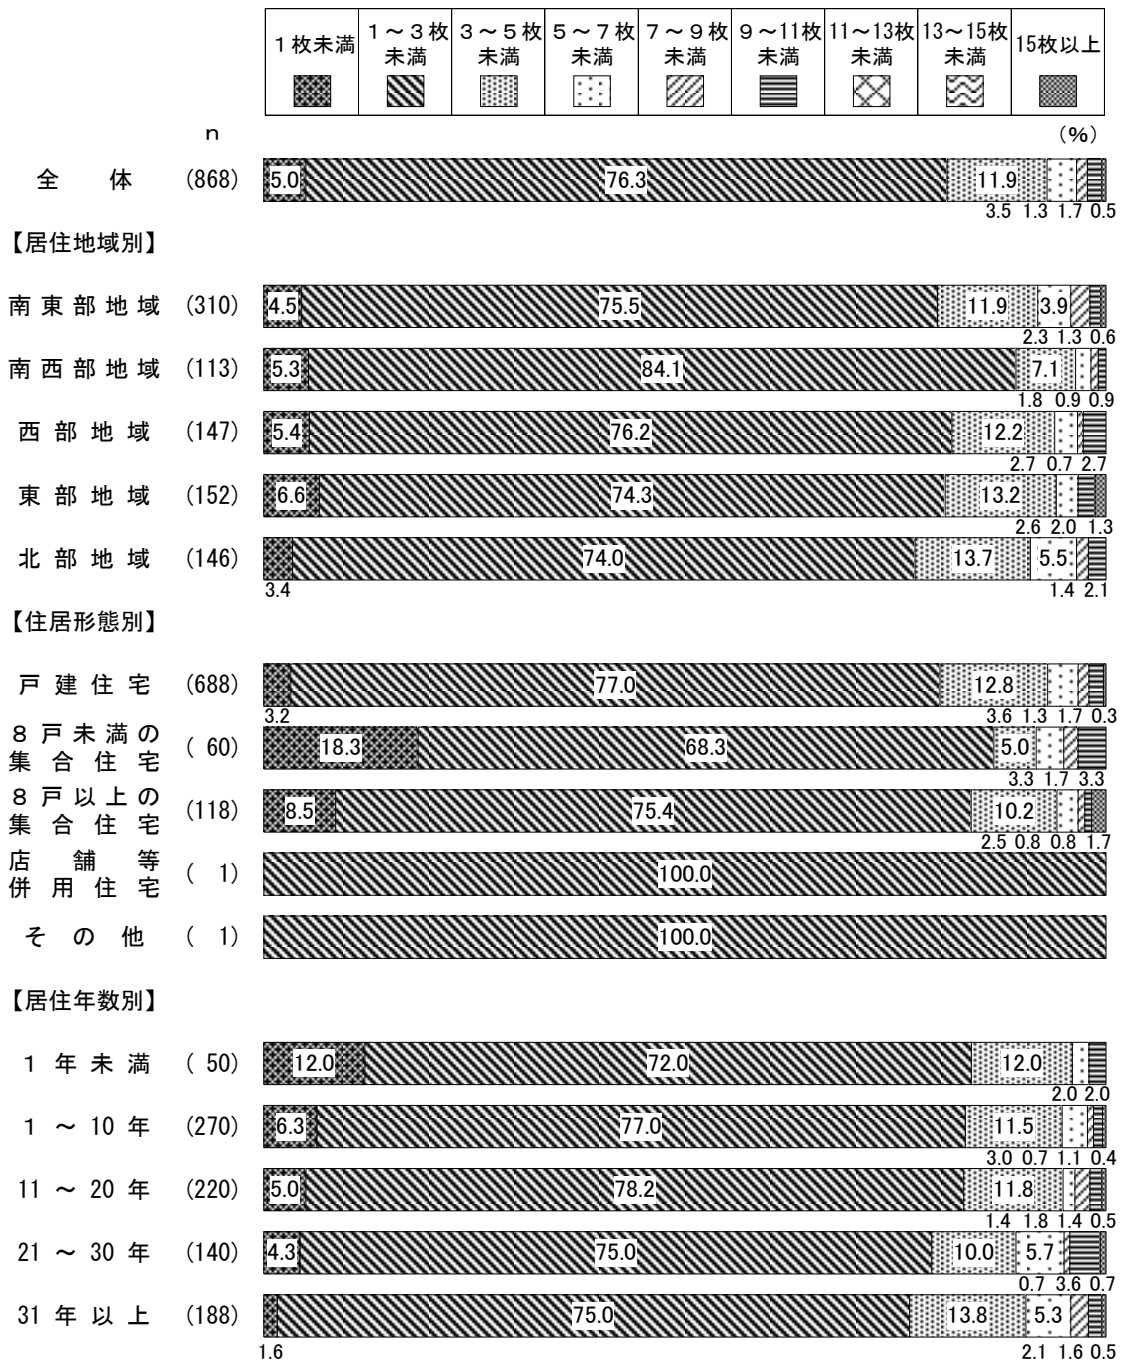 １枚未満 １～３枚未満 ３～５枚未満 ５～７枚未満 ７～９枚未満 ９～11枚未満 11～13枚未満 13～15枚未満 15枚以上
n (%)
全体 (868) 5.0 76.3 11.9
3.5 1.3 1.7 0.5
【居住地域別】
南東部地域 (310) 4.5 75.5 11.9 3.9
2.3 1.3 0.6
南西部地域 (113) 5.3 84.1 7.1
1.8 0.9 0.9
西部地域 (147) 5.4 76.2 12.2
2.7 0.7 2.7
東部地域 (152) 6.6 74.3 13.2
2.6 2.0 1.3
北部地域 (146) 74.0 13.7 5.5
3.4 1.4 2.1
【住居形態別】
戸建住宅 (688) 77.0 12.8
3.2 3.6 1.3 1.7 0.3
８戸未満の集合住宅 ( 60) 18.3 68.3 5.0
3.3 1.7 3.3
８戸以上の集合住宅 (118) 8.5 75.4 10.2
2.5 0.8 0.8 1.7
店舗等併用住宅 ( 1) 100.0
その他 ( 1) 100.0
【居住年数別】
１年未満 ( 50) 12.0 72.0 12.0
2.0 2.0
１～10年 (270) 6.3 77.0 11.5
3.0 0.7 1.1 0.4
11～20年 (220) 5.0 78.2 11.8
1.4 1.8 1.4 0.5
21～30年 (140) 4.3 75.0 10.0 5.7
0.7 3.6 0.7
31年以上 (188) 75.0 13.8 5.3
1.6 2.1 1.6 0.5